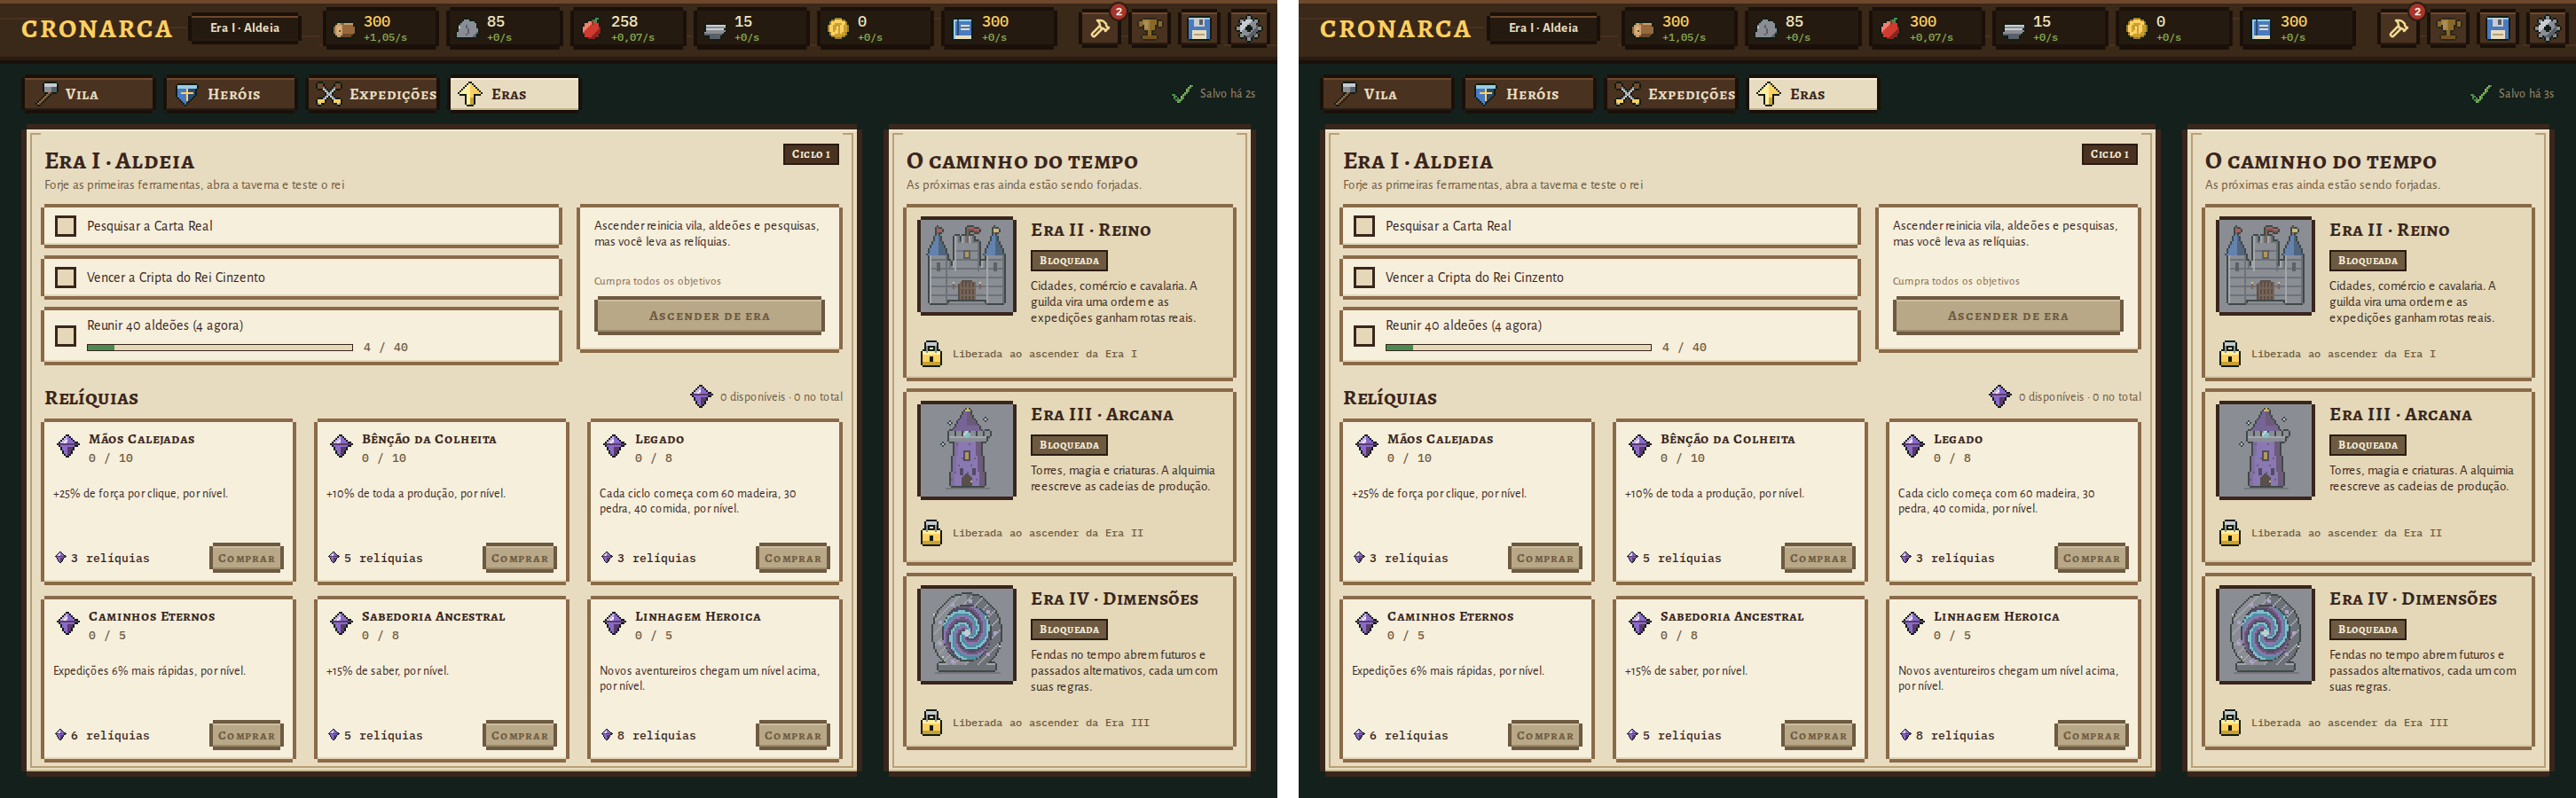 CRONARCA
Era I · Aldeia
300
+1,05/s
85
+0/s
258
+0,07/s
15
+0/s
0
+0/s
300
+0/s
2
Vila
Heróis
Expedições
Eras
Salvo há 2s
Era I · Aldeia
Ciclo 1
Forje as primeiras ferramentas, abra a taverna e teste o rei
Pesquisar a Carta Real
Vencer a Cripta do Rei Cinzento
Reunir 40 aldeões (4 agora)
4 / 40
Ascender reinicia vila, aldeões e pesquisas,
mas você leva as relíquias.
Cumpra todos os objetivos
Ascender de era
Relíquias
0 disponíveis · 0 no total
Mãos Calejadas
0 / 10
+25% de força por clique, por nível.
3 relíquias
Comprar
Bênção da Colheita
0 / 10
+10% de toda a produção, por nível.
5 relíquias
Comprar
Legado
0 / 8
Cada ciclo começa com 60 madeira, 30
pedra, 40 comida, por nível.
3 relíquias
Comprar
Caminhos Eternos
0 / 5
Expedições 6% mais rápidas, por nível.
6 relíquias
Comprar
Sabedoria Ancestral
0 / 8
+15% de saber, por nível.
5 relíquias
Comprar
Linhagem Heroica
0 / 5
Novos aventureiros chegam um nível acima,
por nível.
8 relíquias
Comprar
O caminho do tempo
As próximas eras ainda estão sendo forjadas.
Era II · Reino
Bloqueada
Cidades, comércio e cavalaria. A
guilda vira uma ordem e as
expedições ganham rotas reais.
Liberada ao ascender da Era I
Era III · Arcana
Bloqueada
Torres, magia e criaturas. A alquimia
reescreve as cadeias de produção.
Liberada ao ascender da Era II
Era IV · Dimensões
Bloqueada
Fendas no tempo abrem futuros e
passados alternativos, cada um com
suas regras.
Liberada ao ascender da Era III
CRONARCA
Era I · Aldeia
300
+1,05/s
85
+0/s
300
+0,07/s
15
+0/s
0
+0/s
300
+0/s
2
Vila
Heróis
Expedições
Eras
Salvo há 3s
Era I · Aldeia
Ciclo 1
Forje as primeiras ferramentas, abra a taverna e teste o rei
Pesquisar a Carta Real
Vencer a Cripta do Rei Cinzento
Reunir 40 aldeões (4 agora)
4 / 40
Ascender reinicia vila, aldeões e pesquisas,
mas você leva as relíquias.
Cumpra todos os objetivos
Ascender de era
Relíquias
0 disponíveis · 0 no total
Mãos Calejadas
0 / 10
+25% de força por clique, por nível.
3 relíquias
Comprar
Bênção da Colheita
0 / 10
+10% de toda a produção, por nível.
5 relíquias
Comprar
Legado
0 / 8
Cada ciclo começa com 60 madeira, 30
pedra, 40 comida, por nível.
3 relíquias
Comprar
Caminhos Eternos
0 / 5
Expedições 6% mais rápidas, por nível.
6 relíquias
Comprar
Sabedoria Ancestral
0 / 8
+15% de saber, por nível.
5 relíquias
Comprar
Linhagem Heroica
0 / 5
Novos aventureiros chegam um nível acima,
por nível.
8 relíquias
Comprar
O caminho do tempo
As próximas eras ainda estão sendo forjadas.
Era II · Reino
Bloqueada
Cidades, comércio e cavalaria. A
guilda vira uma ordem e as
expedições ganham rotas reais.
Liberada ao ascender da Era I
Era III · Arcana
Bloqueada
Torres, magia e criaturas. A alquimia
reescreve as cadeias de produção.
Liberada ao ascender da Era II
Era IV · Dimensões
Bloqueada
Fendas no tempo abrem futuros e
passados alternativos, cada um com
suas regras.
Liberada ao ascender da Era III